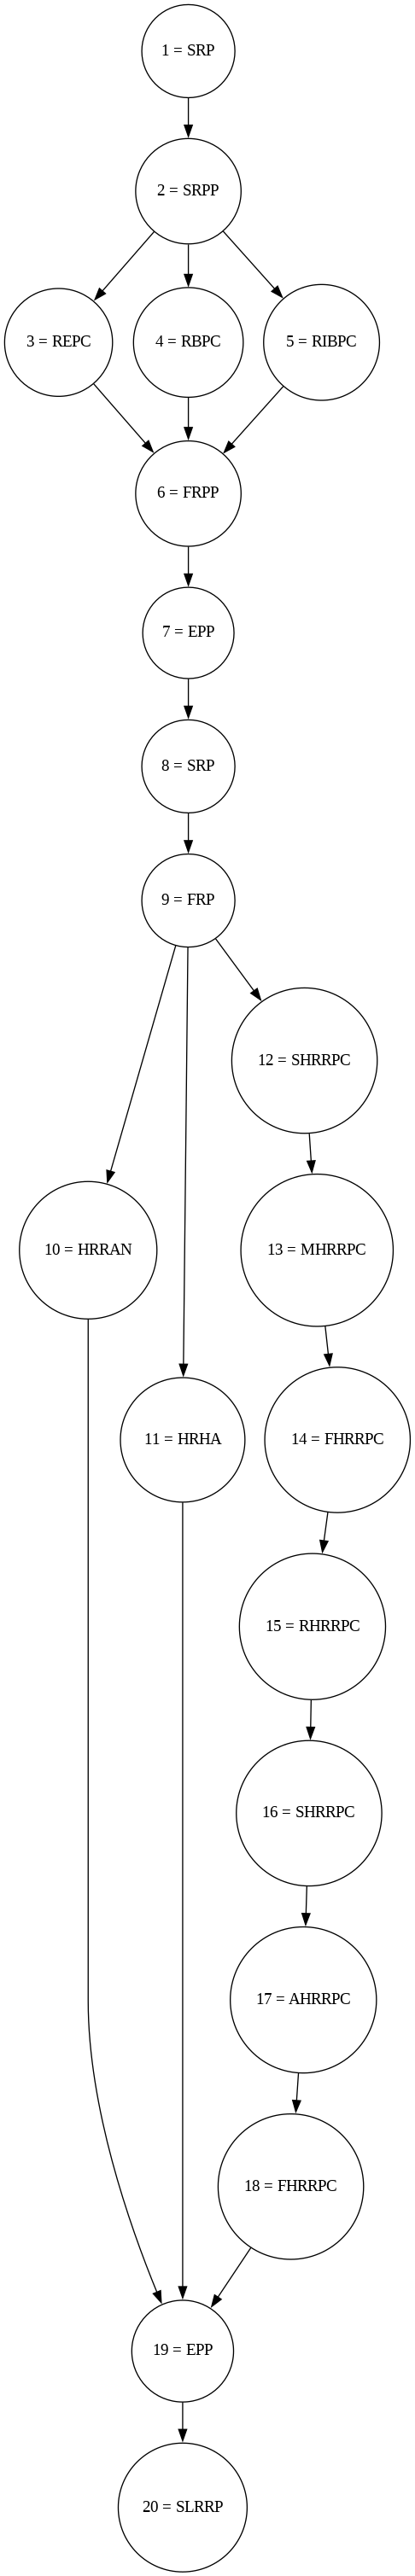 1 = SRP
2 = SRPP
3 = REPC
4 = RBPC
5 = RIBPC
6 = FRPP
7 = EPP
8 = SRP
9 = FRP
12 = SHRRPC
10 = HRRAN
13 = MHRRPC
11 = HRHA
14 = FHRRPC
15 = RHRRPC
16 = SHRRPC
17 = AHRRPC
18 = FHRRPC
19 = EPP
20 = SLRRP